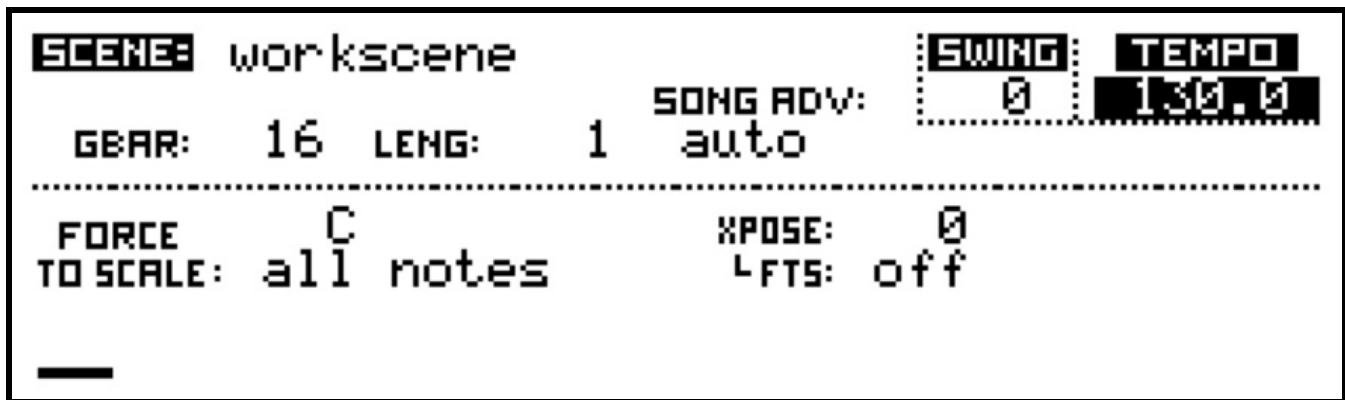 SCENE: workscene SWING TEMPO
SONG ADV: 0 130.0
GBAR: 16 LENG: 1 auto
FORCE C XPOSE: 0
TO SCALE: all notes FTS: off